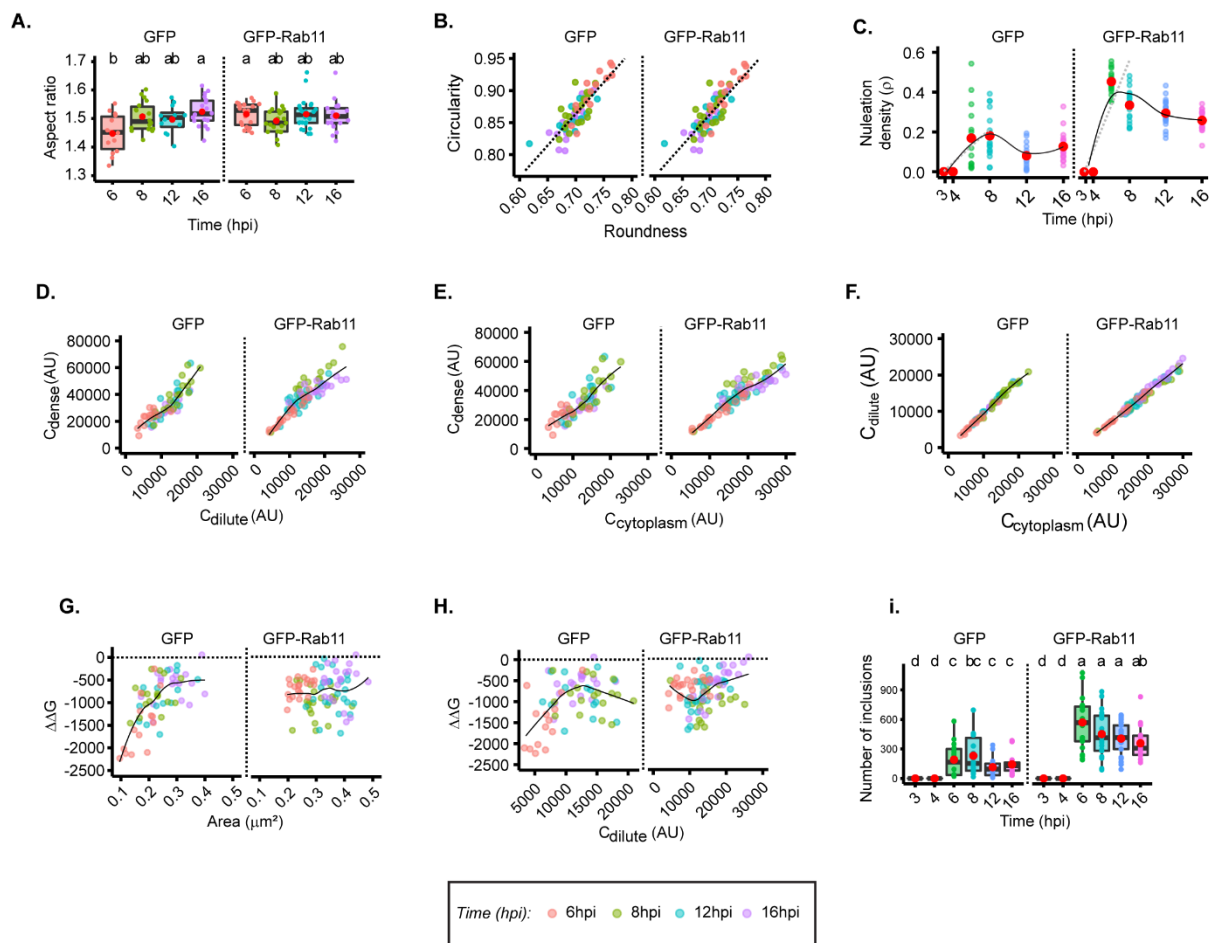 A.
GFP
GFP-Rab11
b ab ab a a ab ab ab
Aspect ratio
1.7
1.6
1.5
1.4
1.3
6 8 12 16 6 8 12 16
Time (hpi)
B.
GFP
GFP-Rab11
Circularity
0.95
0.90
0.85
0.80
0.60 0.65 0.70 0.75 0.80 0.60 0.65 0.70 0.75 0.80
Roundness
C.
GFP
GFP-Rab11
Nuleation
density (ρ)
0.6
0.4
0.2
0.0
3 4 8 12 16 3 4 8 12 16
Time (hpi)
D.
GFP
GFP-Rab11
Cdense (AU)
80000
60000
40000
20000
0
0 10000 20000 30000 0 10000 20000 30000
Cdilute (AU)
E.
GFP
GFP-Rab11
Cdense (AU)
80000
60000
40000
20000
0
0 10000 20000 30000 0 10000 20000 30000
Ccytoplasm (AU)
F.
GFP
GFP-Rab11
Cdilute (AU)
30000
20000
10000
0
0 10000 20000 30000 0 10000 20000 30000
Ccytoplasm (AU)
G.
GFP
GFP-Rab11
ΔΔG
0
-500
-1000
-1500
-2000
-2500
0.1 0.2 0.3 0.4 0.5 0.1 0.2 0.3 0.4 0.5
Area (μm²)
H.
GFP
GFP-Rab11
ΔΔG
0
-500
-1000
-1500
-2000
-2500
5000 10000 15000 20000 0 10000 20000 30000
Cdilute (AU)
i.
GFP
GFP-Rab11
d d c bc c c d d a a a ab
Number of inclusions
900
600
300
0
3 4 6 8 12 16 3 4 6 8 12 16
Time (hpi)
Time (hpi): 6hpi 8hpi 12hpi 16hpi